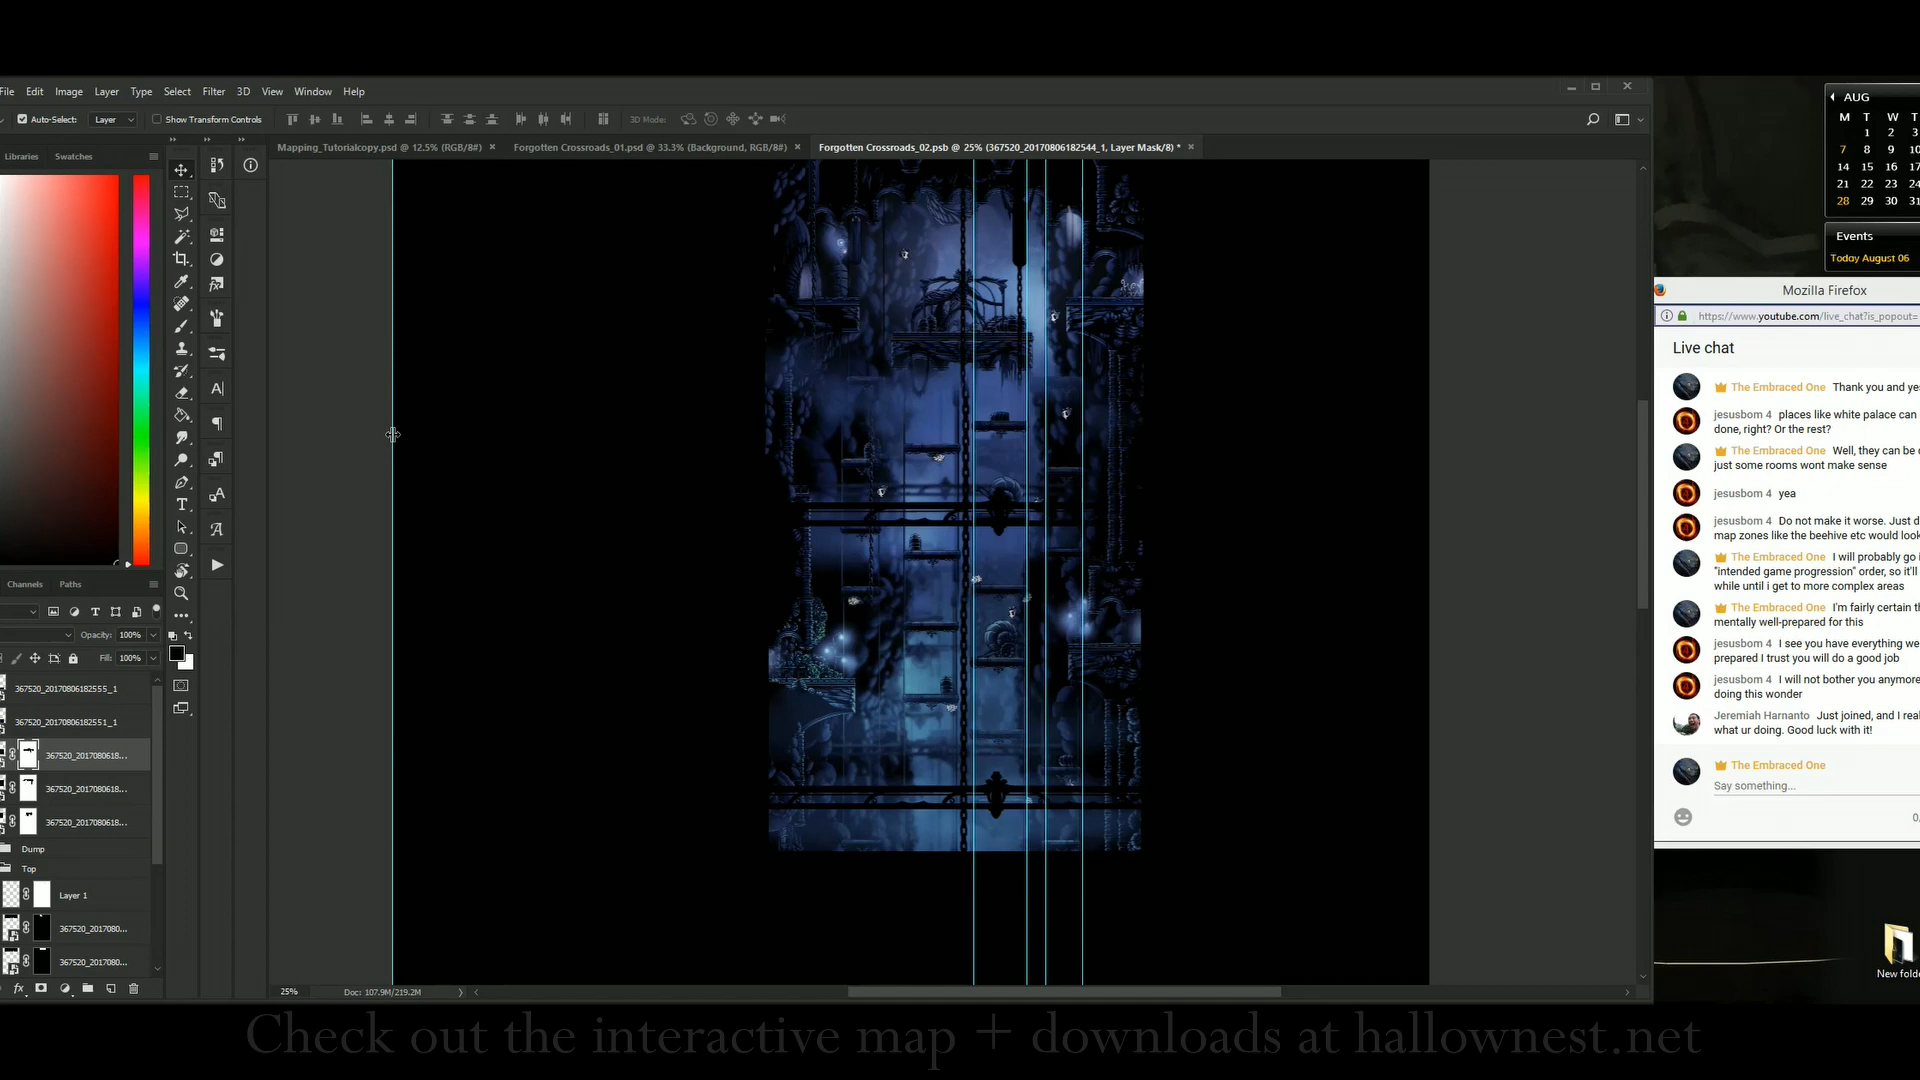 File Edit Image Layer Type Select Filter 3D View Window Help
Auto-Select: Layer Show Transform Controls 3D Mode:
Libraries Swatches
Mapping_Tutorialcopy.psd @ 12.5% (RGB/8#) Forgotten Crossroads_01.psd @ 33.3% (Background, RGB/8#) Forgotten Crossroads_02.psb @ 25% (367520_20170806182544_1, Layer Mask/8) *
Channels Paths
Opacity: 100%
Fill: 100%
367520_20170806182555_1
367520_20170806182551_1
367520_2017080618...
367520_2017080618...
367520_2017080618...
Dump
Top
Layer 1
367520_2017080...
367520_2017080...
fx
25% Doc: 107.9M/219.2M
AUG
M T W T
1 2 3
7 8 9 10
14 15 16 17
21 22 23 24
28 29 30 31
Events
Today August 06
Mozilla Firefox
https://www.youtube.com/live_chat?is_popout=
Live chat
The Embraced One Thank you and yes
jesusbom 4 places like white palace can
done, right? Or the rest?
The Embraced One Well, they can be
just some rooms wont make sense
jesusbom 4 yea
jesusbom 4 Do not make it worse. Just
map zones like the beehive etc would look
The Embraced One I will probably go
"intended game progression" order, so it'll
while until i get to more complex areas
The Embraced One I'm fairly certain
mentally well-prepared for this
jesusbom 4 I see you have everything
prepared I trust you will do a good job
jesusbom 4 I will not bother you anymore
doing this wonder
Jeremiah Harnanto Just joined, and I
what ur doing. Good luck with it!
The Embraced One
Say something...
New folde
Check out the interactive map + downloads at hallownest.net